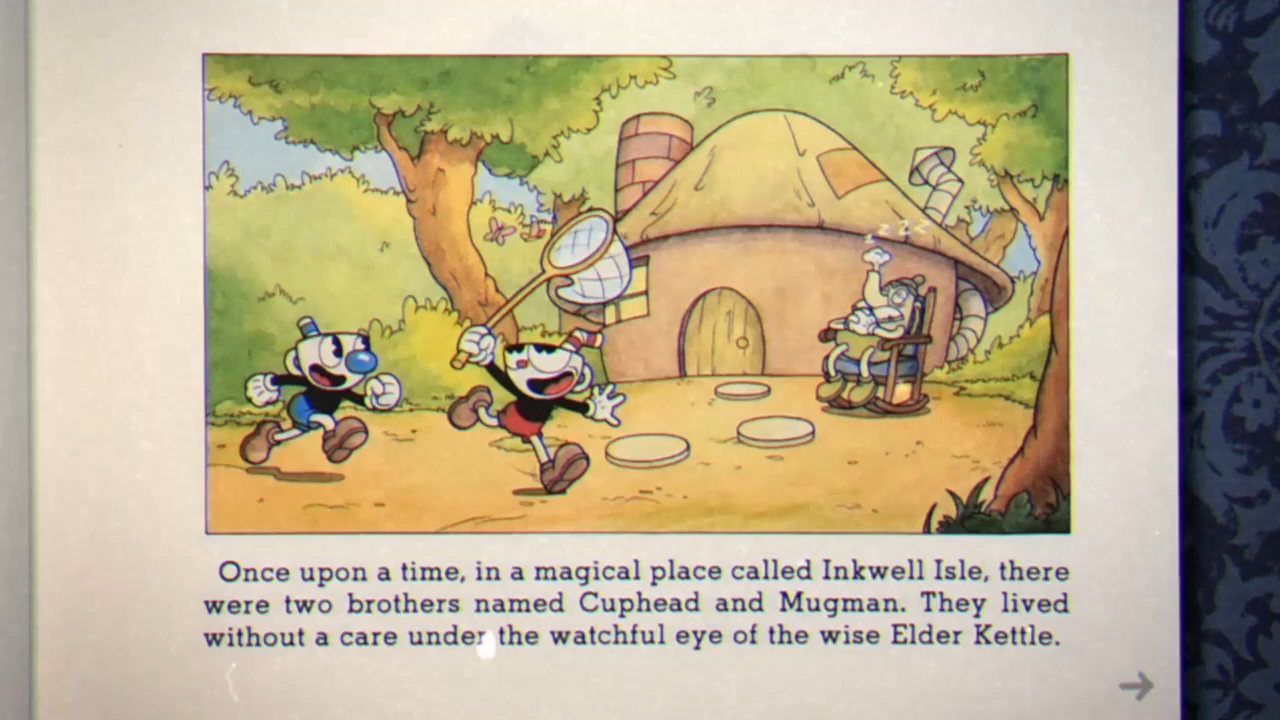 z z z z
Once upon a time, in a magical place called Inkwell Isle, there
were two brothers named Cuphead and Mugman. They lived
without a care under the watchful eye of the wise Elder Kettle.